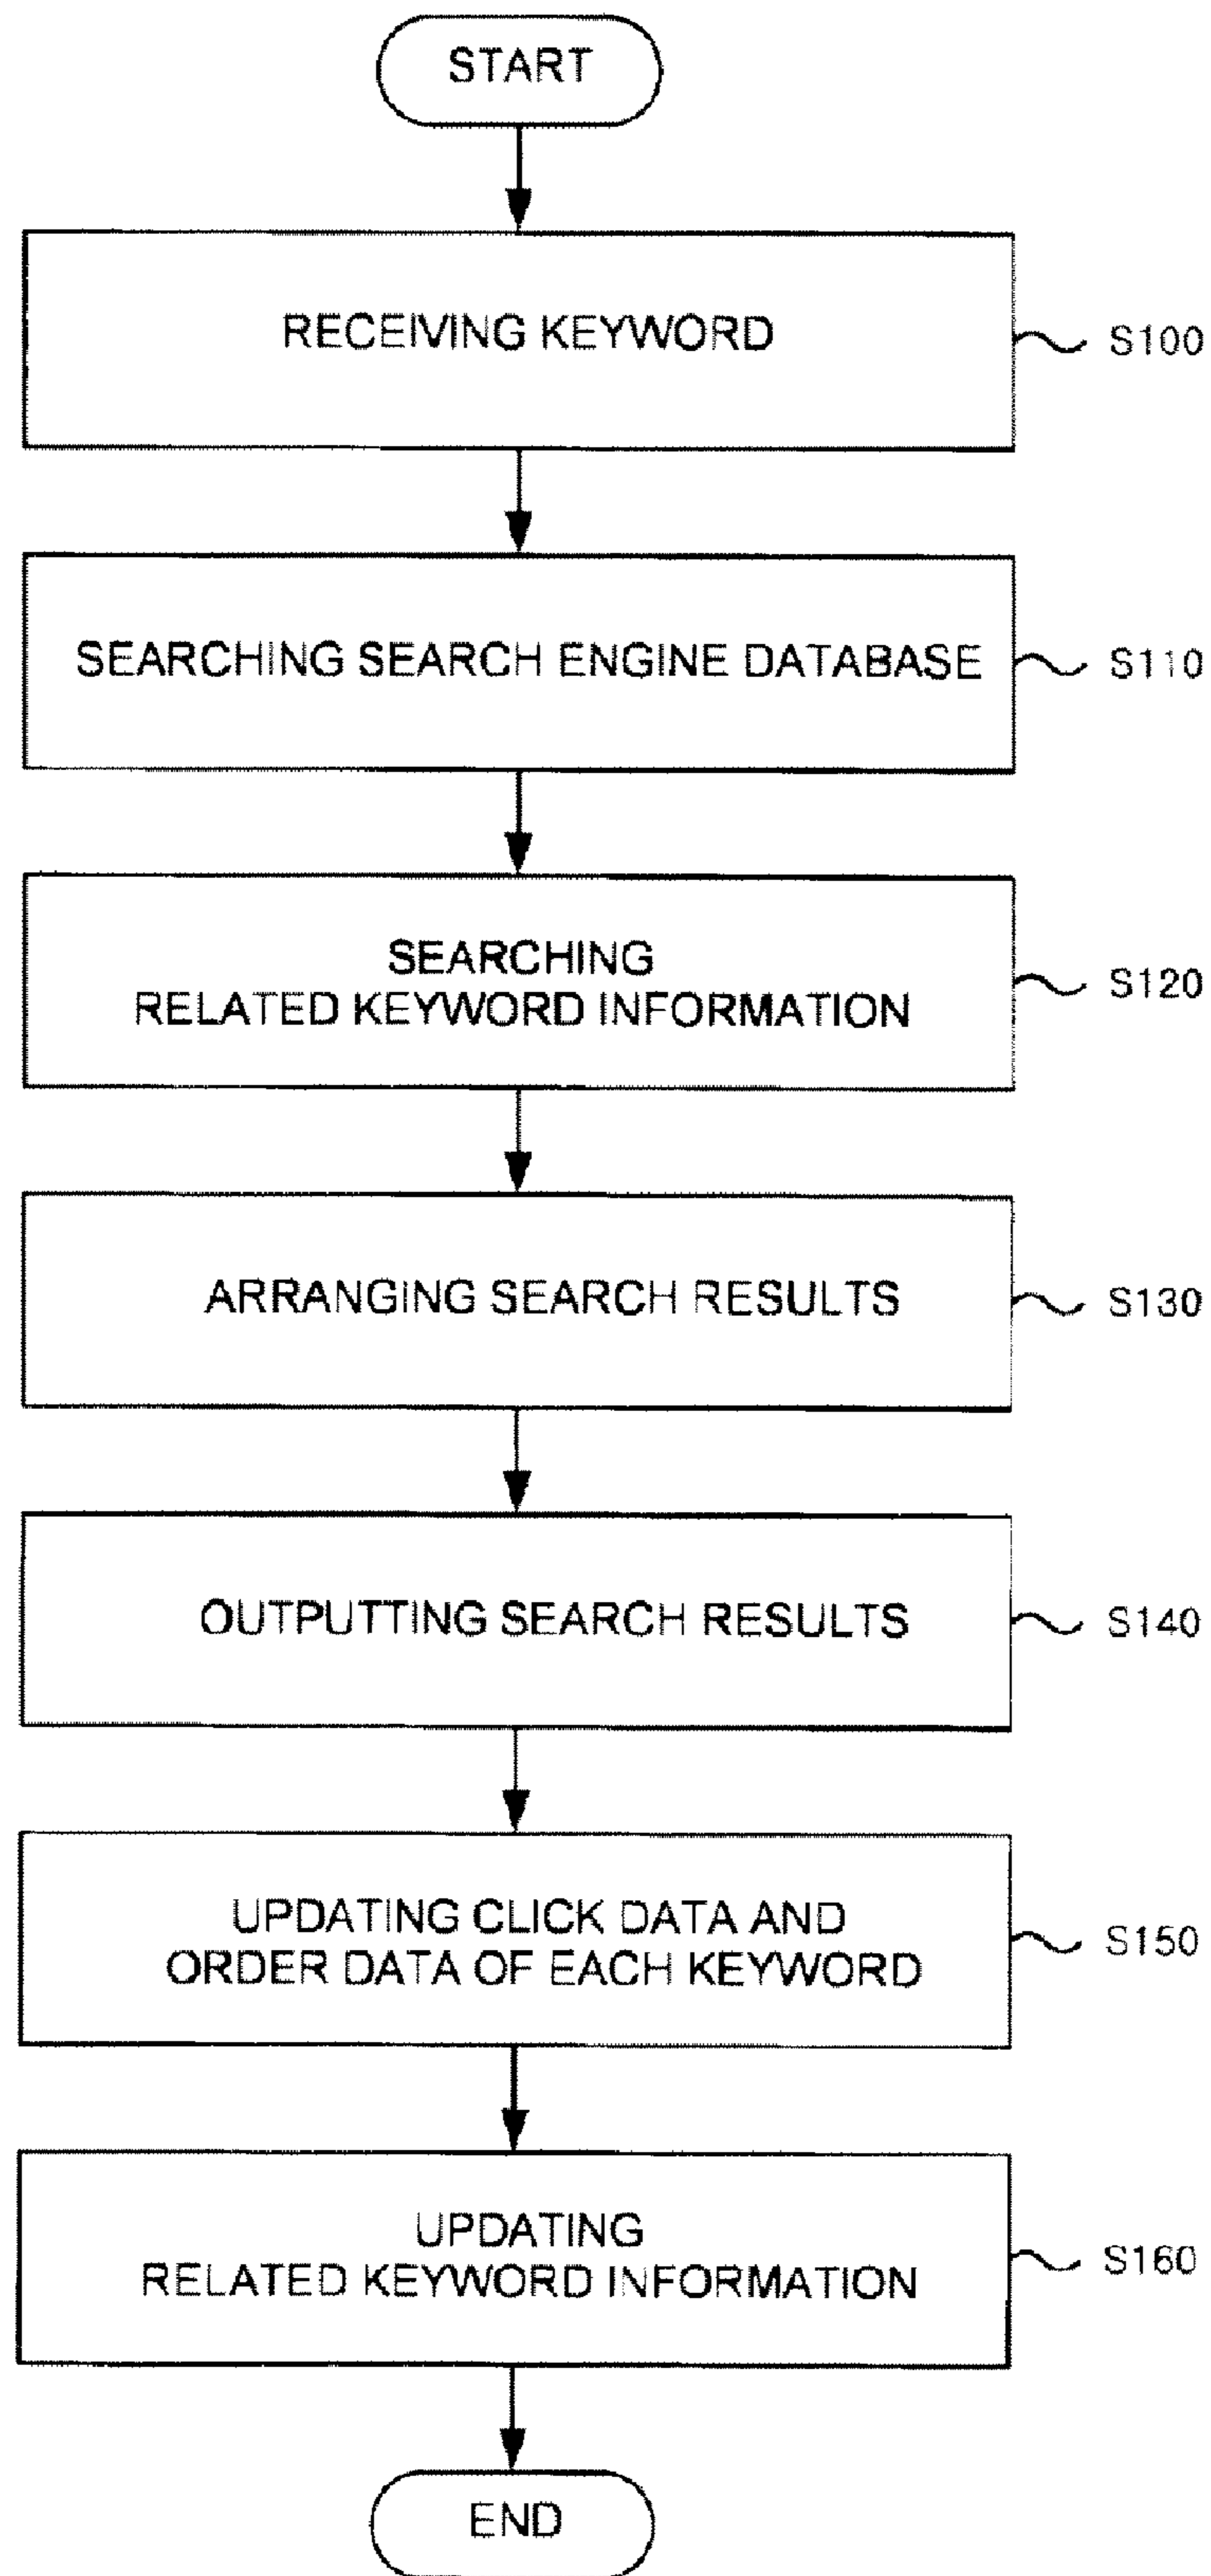 START
RECEIVING KEYWORD
S100
SEARCHING SEARCH ENGINE DATABASE
S110
SEARCHING
RELATED KEYWORD INFORMATION
S120
ARRANGING SEARCH RESULTS
S130
OUTPUTTING SEARCH RESULTS
S140
UPDATING CLICK DATA AND
ORDER DATA OF EACH KEYWORD
S150
UPDATING
RELATED KEYWORD INFORMATION
S160
END